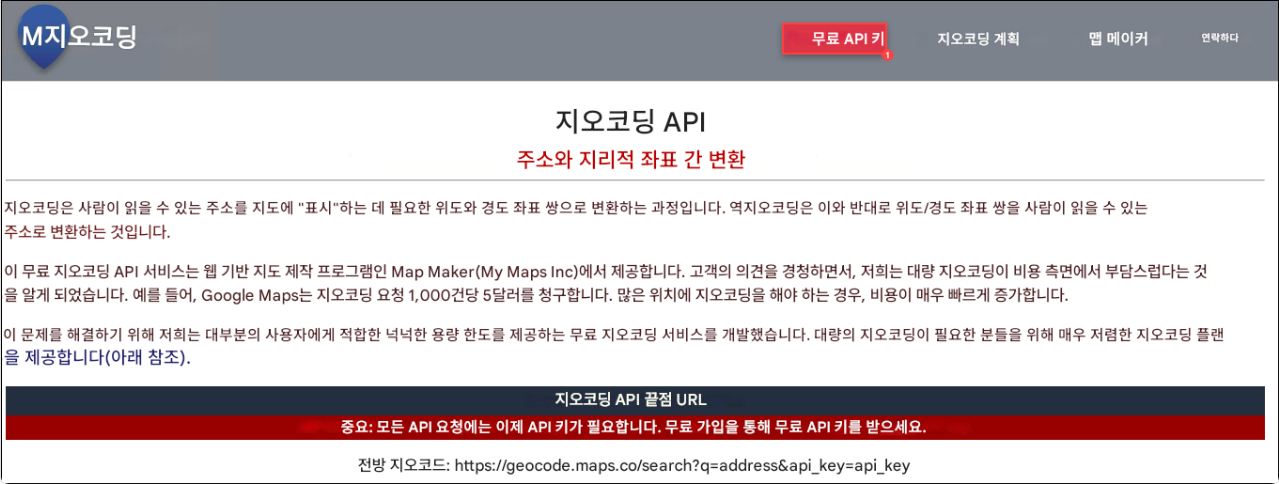 M지오코딩
무료 API 키
1
지오코딩 계획
맵 메이커
연락하다
지오코딩 API
주소와 지리적 좌표 간 변환
지오코딩은 사람이 읽을 수 있는 주소를 지도에 "표시"하는 데 필요한 위도와 경도 좌표 쌍으로 변환하는 과정입니다. 역지오코딩은 이와 반대로 위도/경도 좌표 쌍을 사람이 읽을 수 있는
주소로 변환하는 것입니다.
이 무료 지오코딩 API 서비스는 웹 기반 지도 제작 프로그램인 Map Maker(My Maps Inc)에서 제공합니다. 고객의 의견을 경청하면서, 저희는 대량 지오코딩이 비용 측면에서 부담스럽다는 것
을 알게 되었습니다. 예를 들어, Google Maps는 지오코딩 요청 1,000건당 5달러를 청구합니다. 많은 위치에 지오코딩을 해야 하는 경우, 비용이 매우 빠르게 증가합니다.
이 문제를 해결하기 위해 저희는 대부분의 사용자에게 적합한 넉넉한 용량 한도를 제공하는 무료 지오코딩 서비스를 개발했습니다. 대량의 지오코딩이 필요한 분들을 위해 매우 저렴한 지오코딩 플랜
을 제공합니다(아래 참조).
지오코딩 API 끝점 URL
중요: 모든 API 요청에는 이제 API 키가 필요합니다. 무료 가입을 통해 무료 API 키를 받으세요.
전방 지오코드: https://geocode.maps.co/search?q=address&api_key=api_key